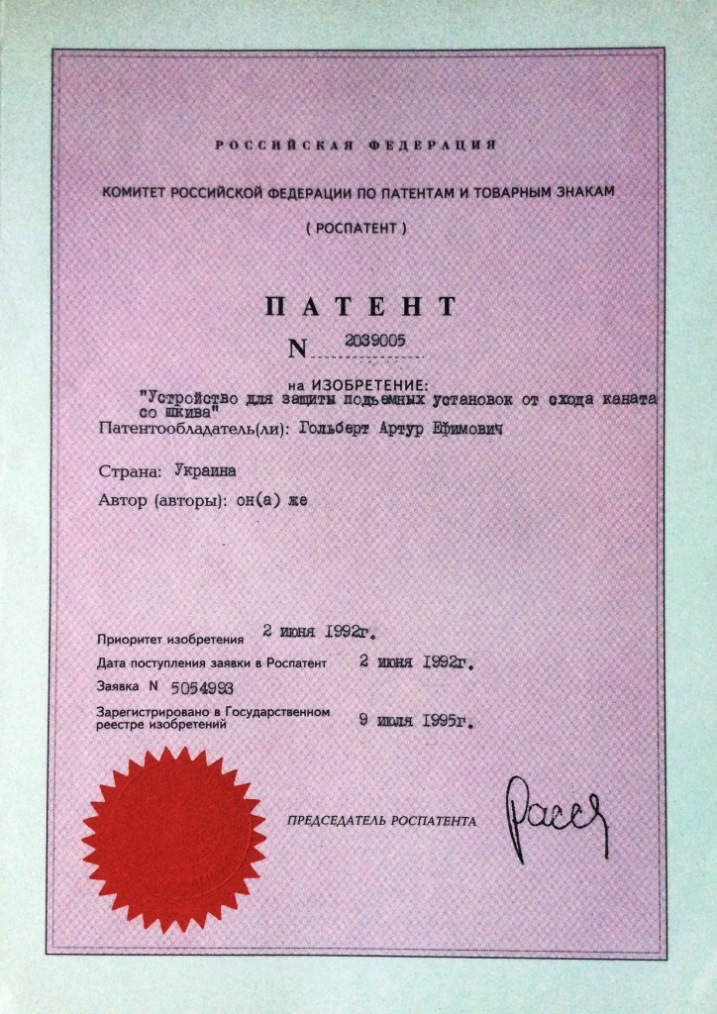 РОССИЙСКАЯ ФЕДЕРАЦИЯ
КОМИТЕТ РОССИЙСКОЙ ФЕДЕРАЦИИ ПО ПАТЕНТАМ И ТОВАРНЫМ ЗНАКАМ
( РОСПАТЕНТ )
ПАТЕНТ
N 2039005
на ИЗОБРЕТЕНИЕ:
"Устройство для защиты подъемных установок от схода каната
со шкива"
Патентообладатель(ли): Гольберт Артур Ефимович
Страна: Украина
Автор (авторы): он(а) же
Приоритет изобретения 2 июня 1992г.
Дата поступления заявки в Роспатент 2 июня 1992г.
Заявка N 5054993
Зарегистрировано в Государственном
реестре изобретений 9 июля 1995г.
ПРЕДСЕДАТЕЛЬ РОСПАТЕНТА